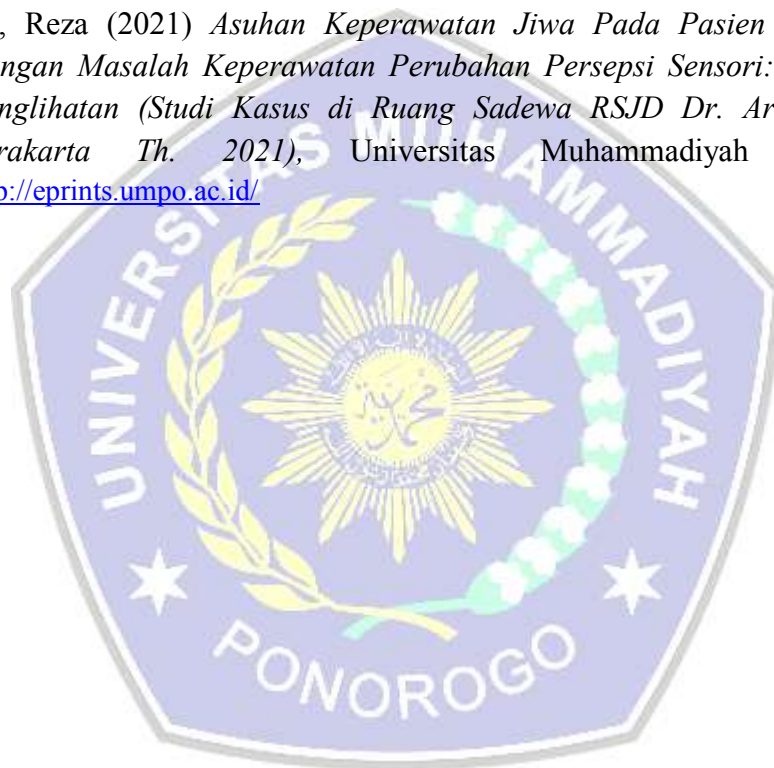 , Reza (2021) Asuhan Keperawatan Jiwa Pada Pasien
ngan Masalah Keperawatan Perubahan Persepsi Sensori:
nglihatan (Studi Kasus di Ruang Sadewa RSJD Dr. Ar
rakarta Th. 2021), Universitas Muhammadiyah
p://eprints.umpo.ac.id/
UNIVERSITAS MUHAMMADIYAH
PONOROGO